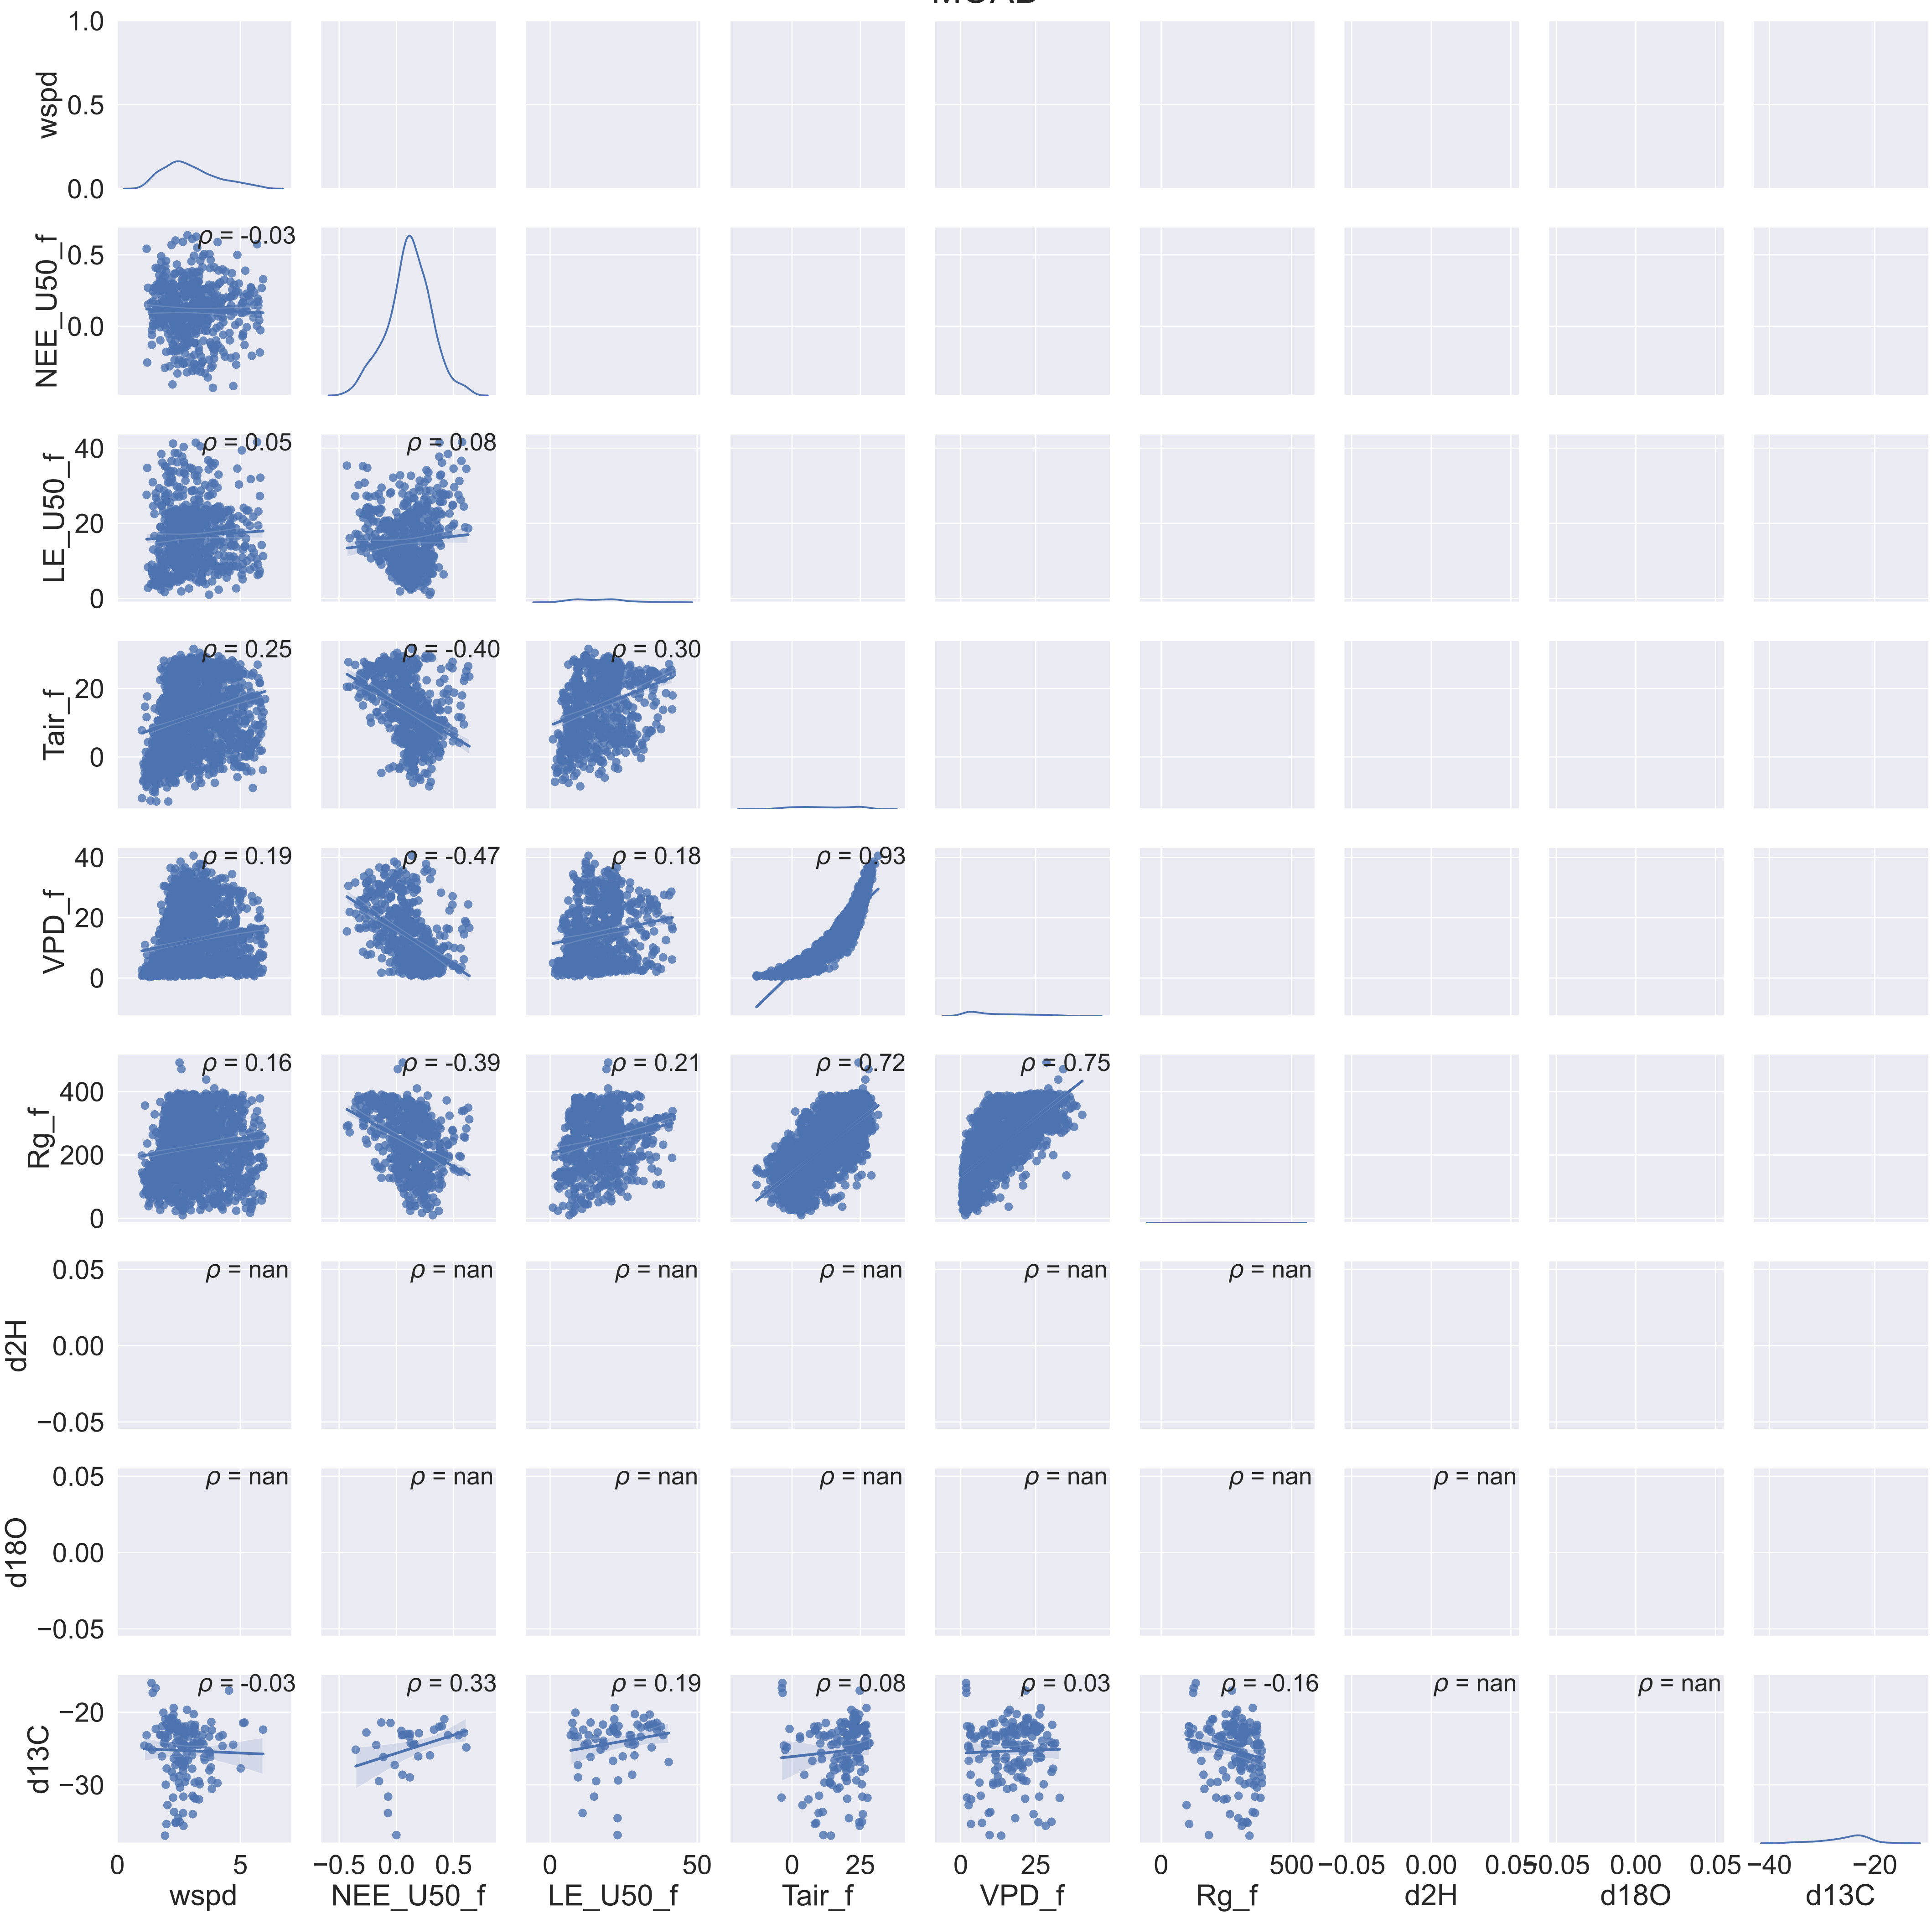 1.0
0.5
0.0
wspd
0.5
0.0
NEE_U50_f
ρ = -0.03
40
20
0
LE_U50_f
ρ = 0.05
ρ = 0.08
20
0
Tair_f
ρ = 0.25
ρ = -0.40
ρ = 0.30
40
20
0
VPD_f
ρ = 0.19
ρ = -0.47
ρ = 0.18
ρ = 0.93
400
200
0
Rg_f
ρ = 0.16
ρ = -0.39
ρ = 0.21
ρ = 0.72
ρ = 0.75
0.05
0.00
−0.05
d2H
ρ = nan
ρ = nan
ρ = nan
ρ = nan
ρ = nan
ρ = nan
0.05
0.00
−0.05
d18O
ρ = nan
ρ = nan
ρ = nan
ρ = nan
ρ = nan
ρ = nan
ρ = nan
−20
−30
d13C
ρ = -0.03
ρ = 0.33
ρ = 0.19
ρ = 0.08
ρ = 0.03
ρ = -0.16
ρ = nan
ρ = nan
0 5
−0.5 0.0 0.5
0 50
0 25
0 25
0 500
−0.05 0.00 0.05
−0.05 0.00 0.05
−40 −20
wspd
NEE_U50_f
LE_U50_f
Tair_f
VPD_f
Rg_f
d2H
d18O
d13C